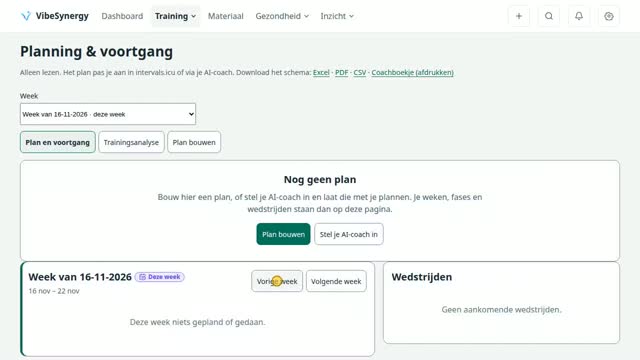 VibeSynergy Dashboard Training Materiaal Gezondheid Inzicht
Planning & voortgang
Alleen lezen. Het plan pas je aan in intervals.icu of via je AI-coach. Download het schema: Excel · PDF · CSV · Coachboekje (afdrukken)
Week
Week van 16-11-2026 · deze week
Plan en voortgang Trainingsanalyse Plan bouwen
Nog geen plan
Bouw hier een plan, of stel je AI-coach in en laat die met je plannen. Je weken, fases en
wedstrijden staan dan op deze pagina.
Plan bouwen Stel je AI-coach in
Week van 16-11-2026 Deze week Vorige week Volgende week
16 nov – 22 nov
Deze week niets gepland of gedaan.
Wedstrijden
Geen aankomende wedstrijden.